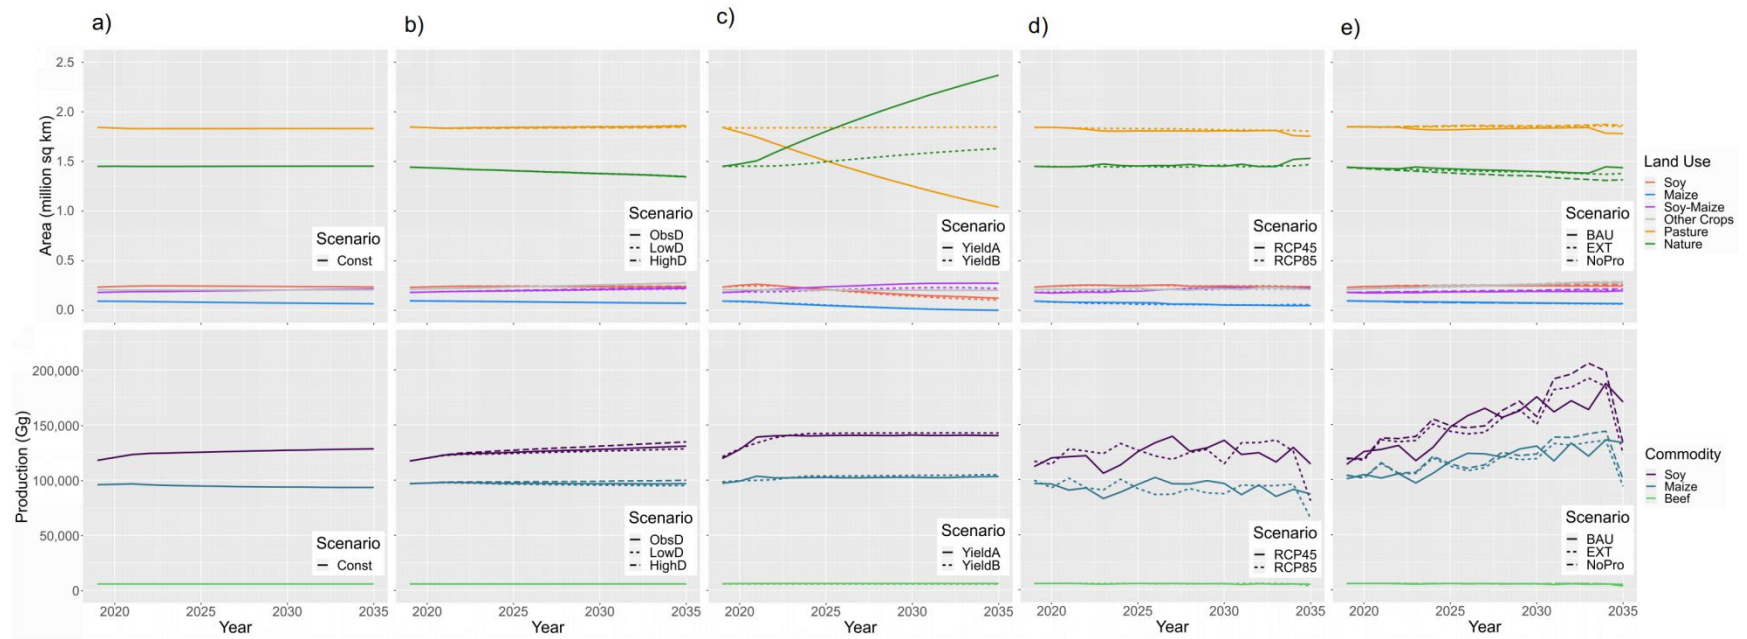 a)
b)
c)
d)
e)
Area (million sq km)
2.5
2.0
1.5
1.0
0.5
0.0
Scenario
Const
Scenario
ObsD
LowD
HighD
Scenario
YieldA
YieldB
Scenario
RCP45
RCP85
Scenario
BAU
EXT
NoPro
Land Use
Soy
Maize
Soy-Maize
Other Crops
Pasture
Nature
Production (Gg)
200,000
150,000
100,000
50,000
0
Scenario
Const
Scenario
ObsD
LowD
HighD
Scenario
YieldA
YieldB
Scenario
RCP45
RCP85
Scenario
BAU
EXT
NoPro
Commodity
Soy
Maize
Beef
2020 2025 2030 2035
2020 2025 2030 2035
2020 2025 2030 2035
2020 2025 2030 2035
2020 2025 2030 2035
Year
Year
Year
Year
Year